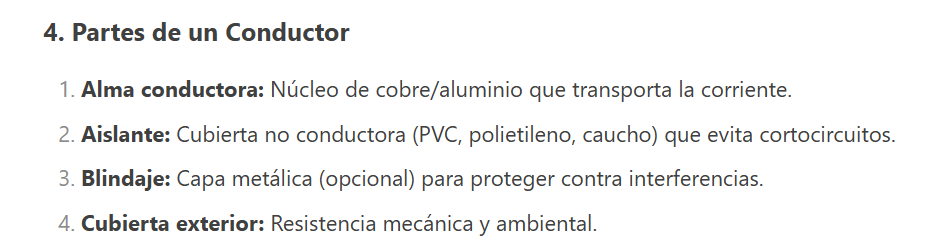 4. Partes de un Conductor
1. Alma conductora: Núcleo de cobre/aluminio que transporta la corriente.
2. Aislante: Cubierta no conductora (PVC, polietileno, caucho) que evita cortocircuitos.
3. Blindaje: Capa metálica (opcional) para proteger contra interferencias.
4. Cubierta exterior: Resistencia mecánica y ambiental.